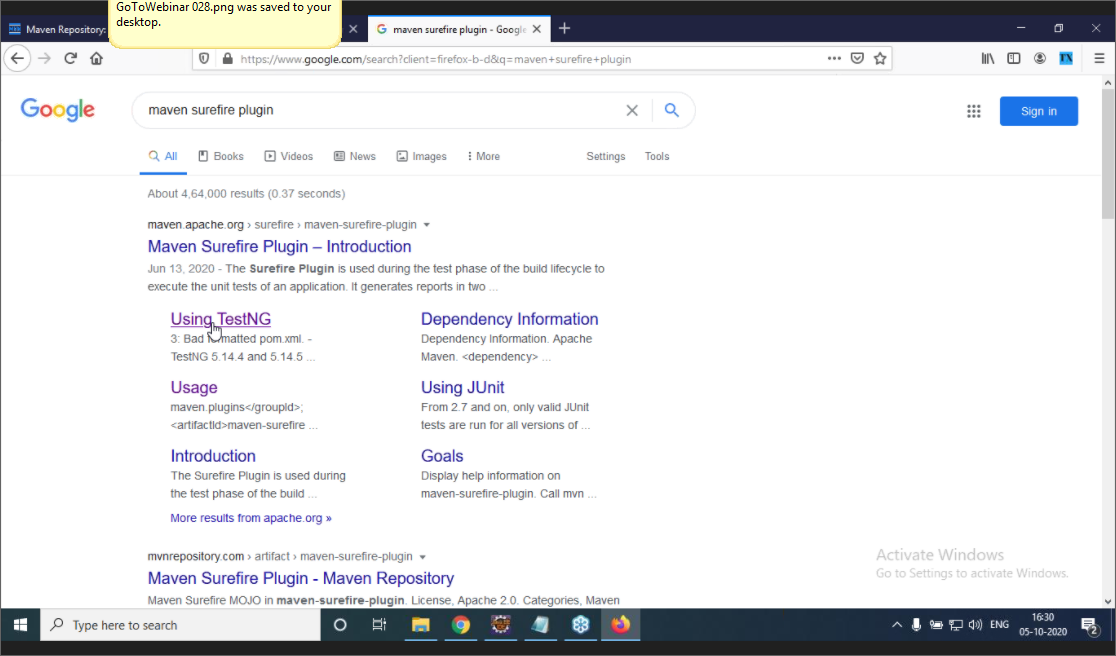 GoToWebinar 028.png was saved to your
desktop.
Maven Repository:
maven surefire plugin - Google
https://www.google.com/search?client=firefox-b-d&q=maven+surefire+plugin
Google
maven surefire plugin
Sign in
All Books Videos News Images More Settings Tools
About 4,64,000 results (0.37 seconds)
maven.apache.org › surefire › maven-surefire-plugin
Maven Surefire Plugin – Introduction
Jun 13, 2020 - The Surefire Plugin is used during the test phase of the build lifecycle to
execute the unit tests of an application. It generates reports in two ...
Using TestNG
3: Bad formatted pom.xml. -
TestNG 5.14.4 and 5.14.5 ...
Dependency Information
Dependency Information. Apache
Maven. <dependency> ...
Usage
maven.plugins</groupId>;
<artifactId>maven-surefire ...
Using JUnit
From 2.7 and on, only valid JUnit
tests are run for all versions of ...
Introduction
The Surefire Plugin is used during
the test phase of the build ...
Goals
Display help information on
maven-surefire-plugin. Call mvn ...
More results from apache.org »
mvnrepository.com › artifact › maven-surefire-plugin
Maven Surefire Plugin - Maven Repository
Maven Surefire MOJO in maven-surefire-plugin. License, Apache 2.0. Categories, Maven
Activate Windows
Go to Settings to activate Windows.
Type here to search
ENG
16:30
05-10-2020
2